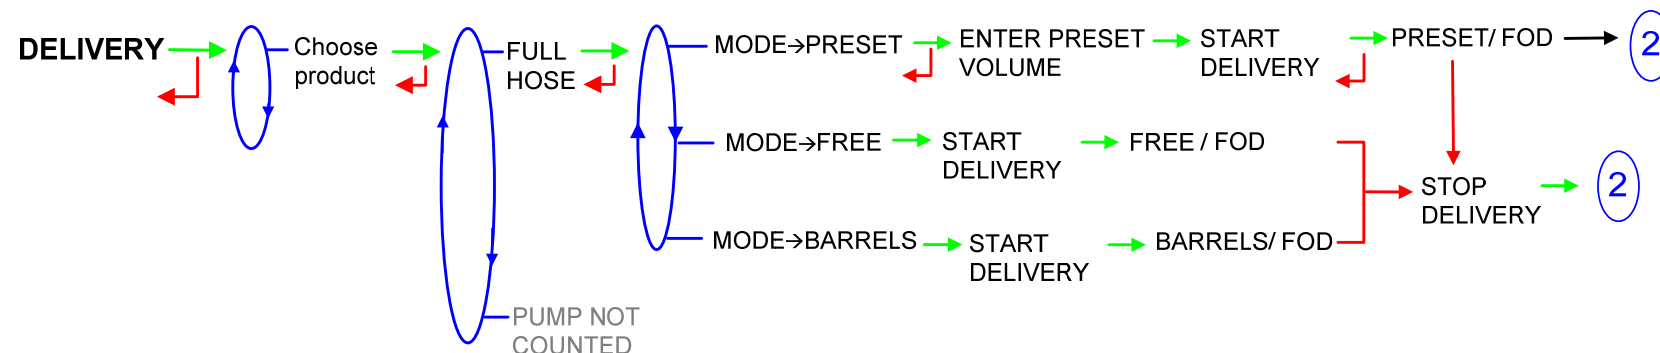 DELIVERY
Choose
product
FULL
HOSE
MODE→PRESET
ENTER PRESET
VOLUME
START
DELIVERY
PRESET/ FOD
2
MODE→FREE
START
DELIVERY
FREE / FOD
STOP
DELIVERY
2
MODE→BARRELS
START
DELIVERY
BARRELS/ FOD
PUMP NOT
COUNTED